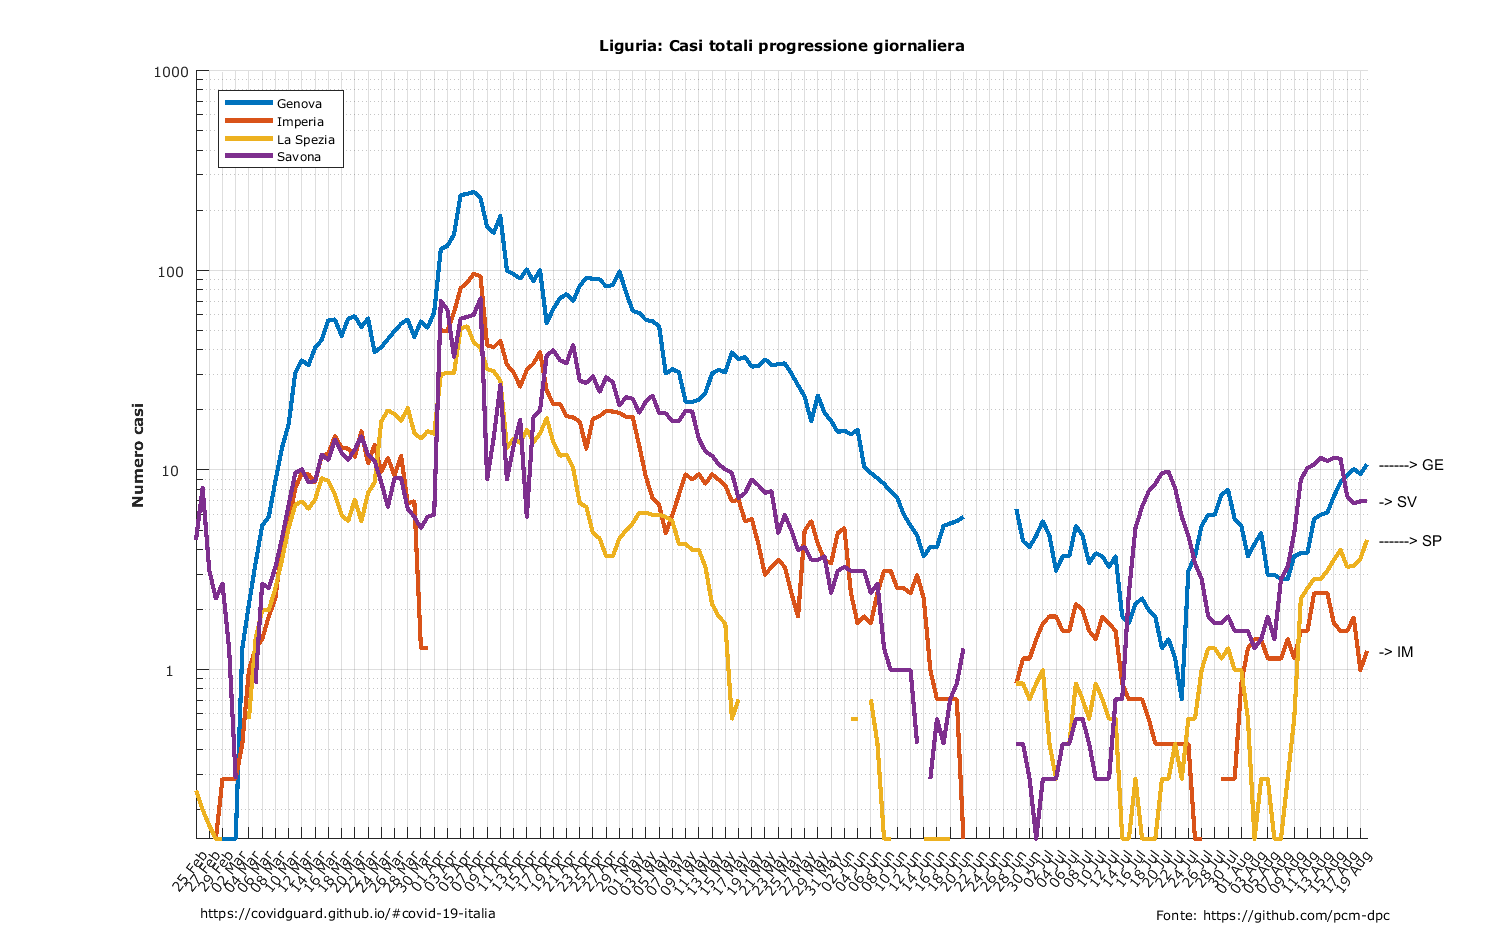 Liguria: Casi totali progressione giornaliera
1000
100
10
1
Numero casi
Genova
Imperia
La Spezia
Savona
------> GE
-> SV
------> SP
-> IM
25 Feb
27 Feb
29 Feb
02 Mar
04 Mar
06 Mar
08 Mar
10 Mar
12 Mar
14 Mar
16 Mar
18 Mar
20 Mar
22 Mar
24 Mar
26 Mar
28 Mar
30 Mar
01 Apr
03 Apr
05 Apr
07 Apr
09 Apr
11 Apr
13 Apr
15 Apr
17 Apr
19 Apr
21 Apr
23 Apr
25 Apr
27 Apr
29 Apr
01 May
03 May
05 May
07 May
09 May
11 May
13 May
15 May
17 May
19 May
21 May
23 May
25 May
27 May
29 May
31 May
02 Jun
04 Jun
06 Jun
08 Jun
10 Jun
12 Jun
14 Jun
16 Jun
18 Jun
20 Jun
22 Jun
24 Jun
26 Jun
28 Jun
30 Jun
02 Jul
04 Jul
06 Jul
08 Jul
10 Jul
12 Jul
14 Jul
16 Jul
18 Jul
20 Jul
22 Jul
24 Jul
26 Jul
28 Jul
30 Jul
01 Aug
03 Aug
05 Aug
07 Aug
09 Aug
11 Aug
13 Aug
15 Aug
17 Aug
19 Aug
https://covidguard.github.io/#covid-19-italia
Fonte: https://github.com/pcm-dpc